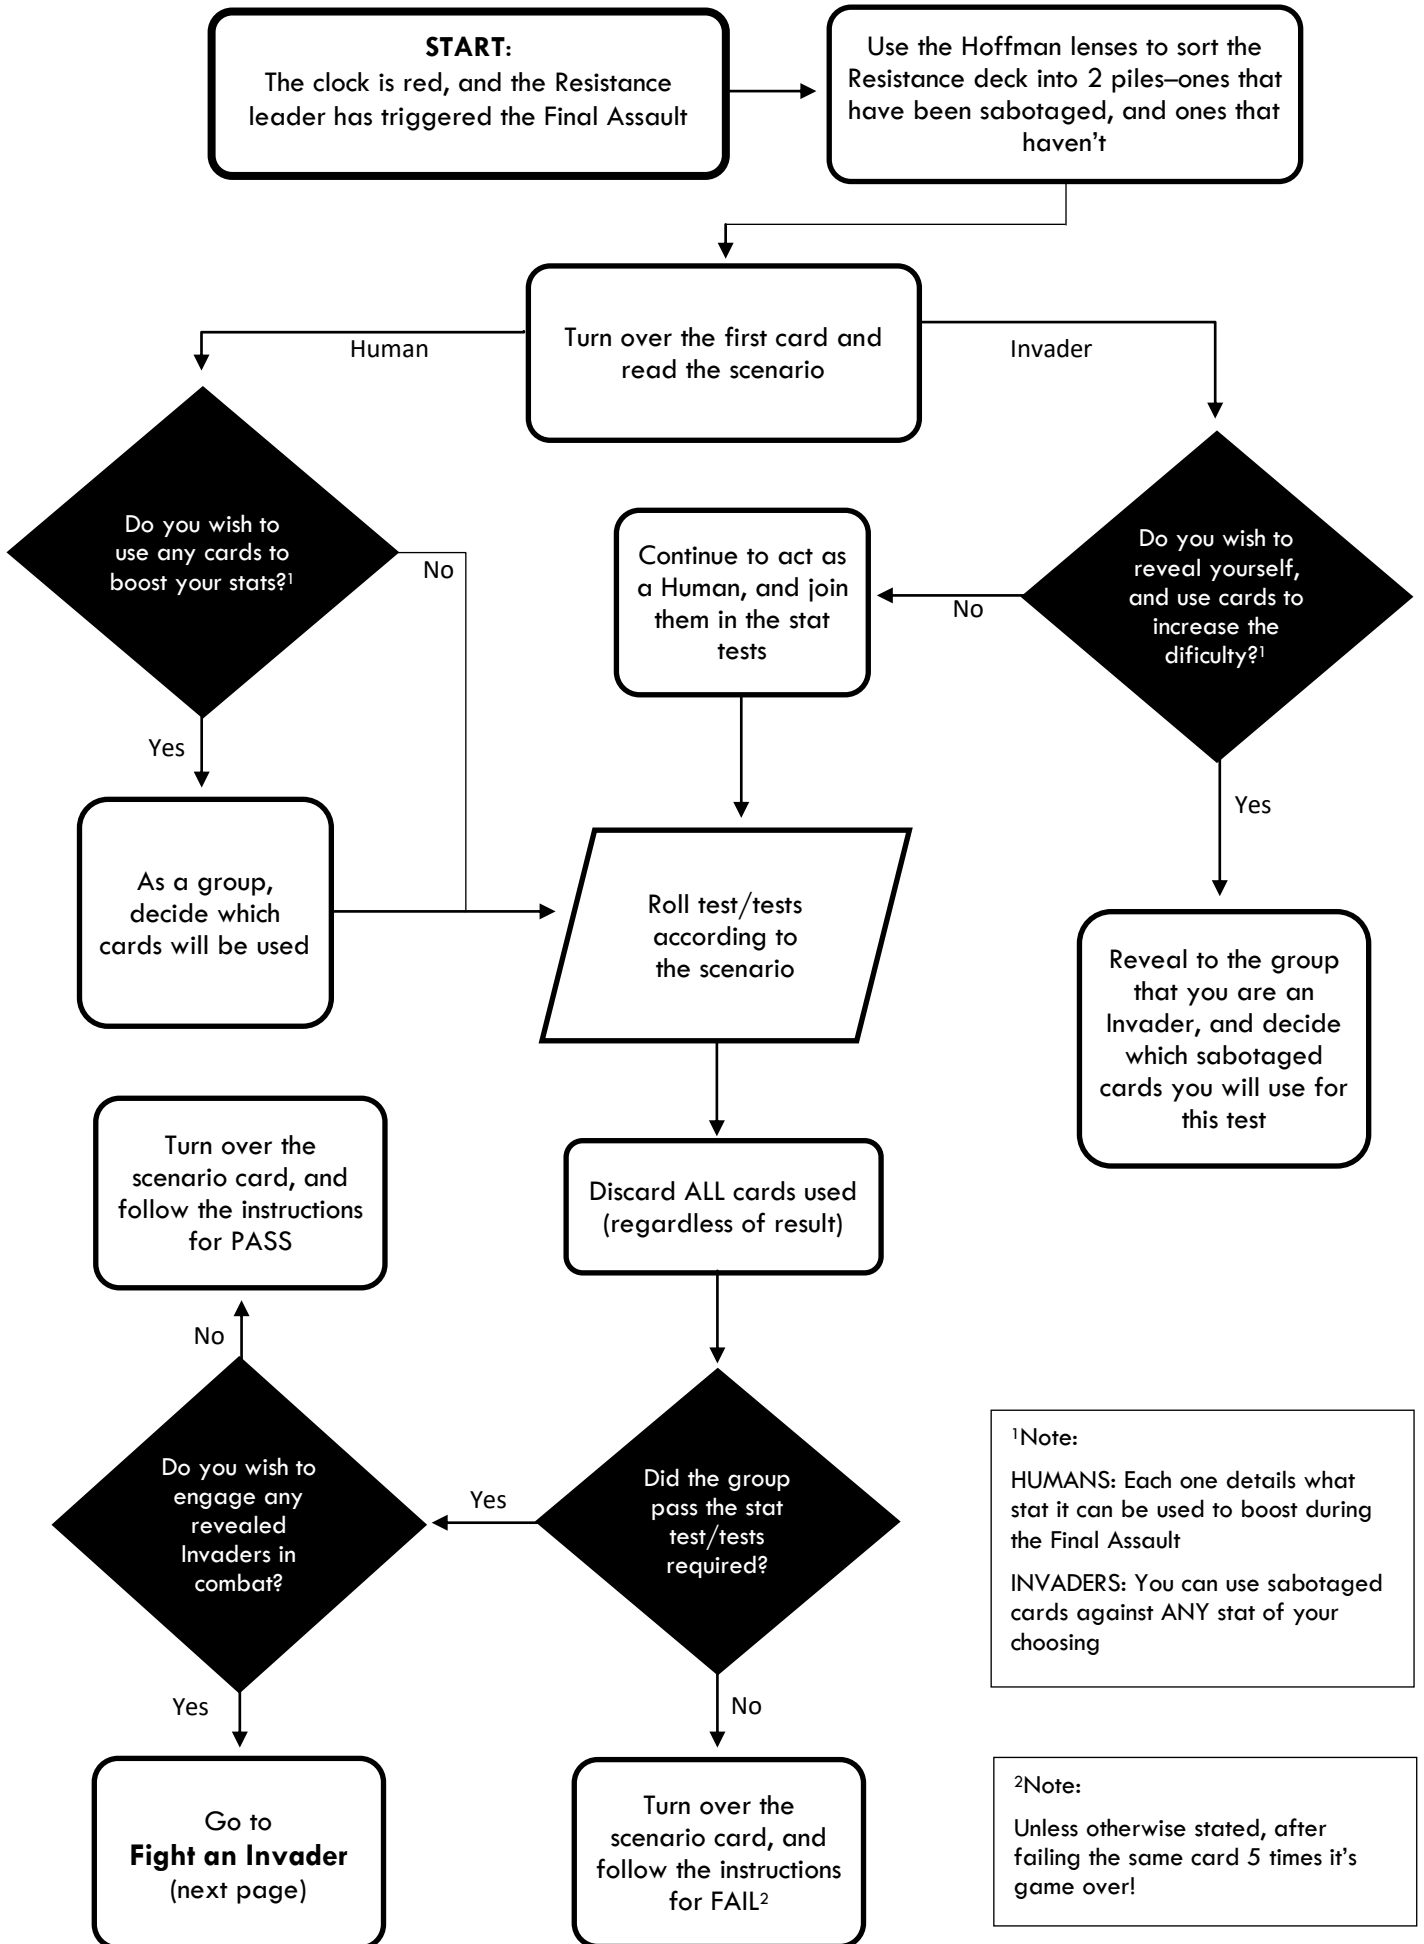 START:
The clock is red, and the Resistance
leader has triggered the Final Assault
Use the Hoffman lenses to sort the
Resistance deck into 2 piles–ones that
have been sabotaged, and ones that
haven't
Turn over the first card and
read the scenario
Human
Invader
Do you wish to
use any cards to
boost your stats?¹
No
Continue to act as
a Human, and join
them in the stat
tests
No
Do you wish to
reveal yourself,
and use cards to
increase the
dificulty?¹
Yes
Yes
As a group,
decide which
cards will be used
Roll test/tests
according to
the scenario
Reveal to the group
that you are an
Invader, and decide
which sabotaged
cards you will use for
this test
Turn over the
scenario card, and
follow the instructions
for PASS
Discard ALL cards used
(regardless of result)
No
Do you wish to
engage any
revealed
Invaders in
combat?
Yes
Did the group
pass the stat
test/tests
required?
¹Note:
HUMANS: Each one details what
stat it can be used to boost during
the Final Assault
INVADERS: You can use sabotaged
cards against ANY stat of your
choosing
Yes
No
Go to
Fight an Invader
(next page)
Turn over the
scenario card, and
follow the instructions
for FAIL²
²Note:
Unless otherwise stated, after
failing the same card 5 times it's
game over!